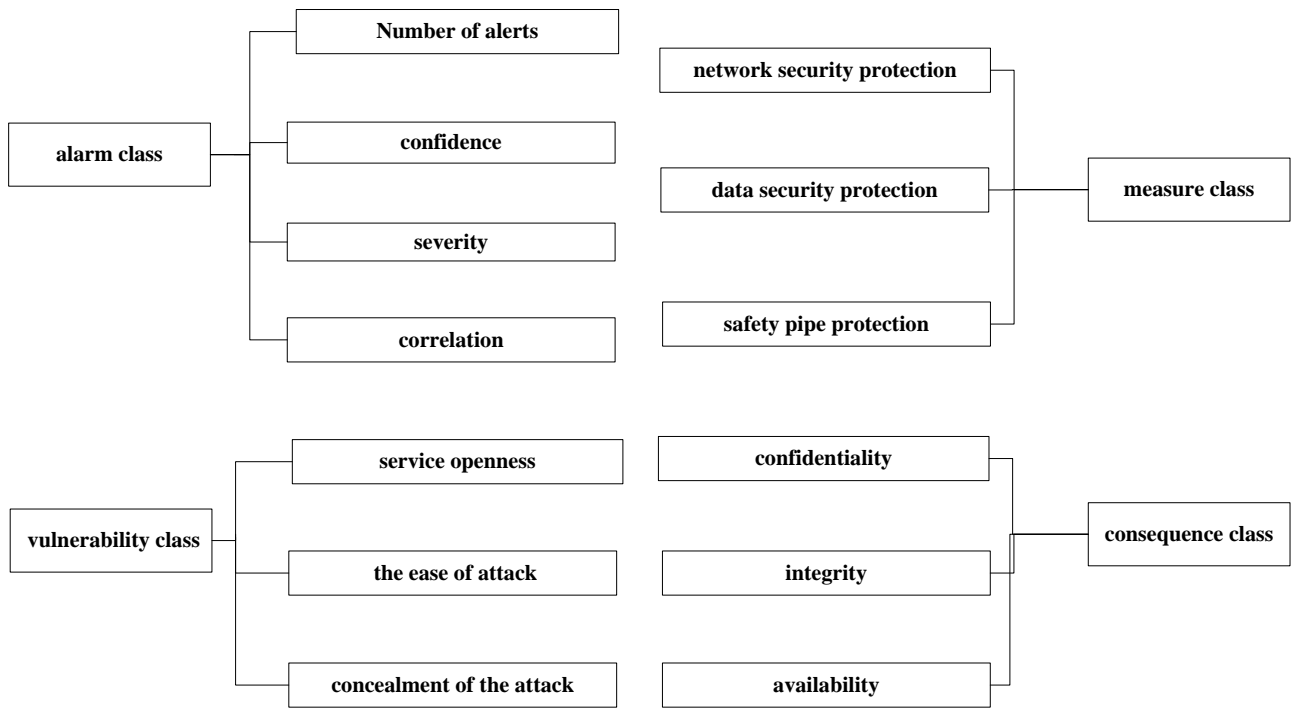 Number of alerts
confidence
alarm class
severity
correlation
network security protection
data security protection
measure class
safety pipe protection
service openness
vulnerability class
the ease of attack
concealment of the attack
confidentiality
consequence class
integrity
availability